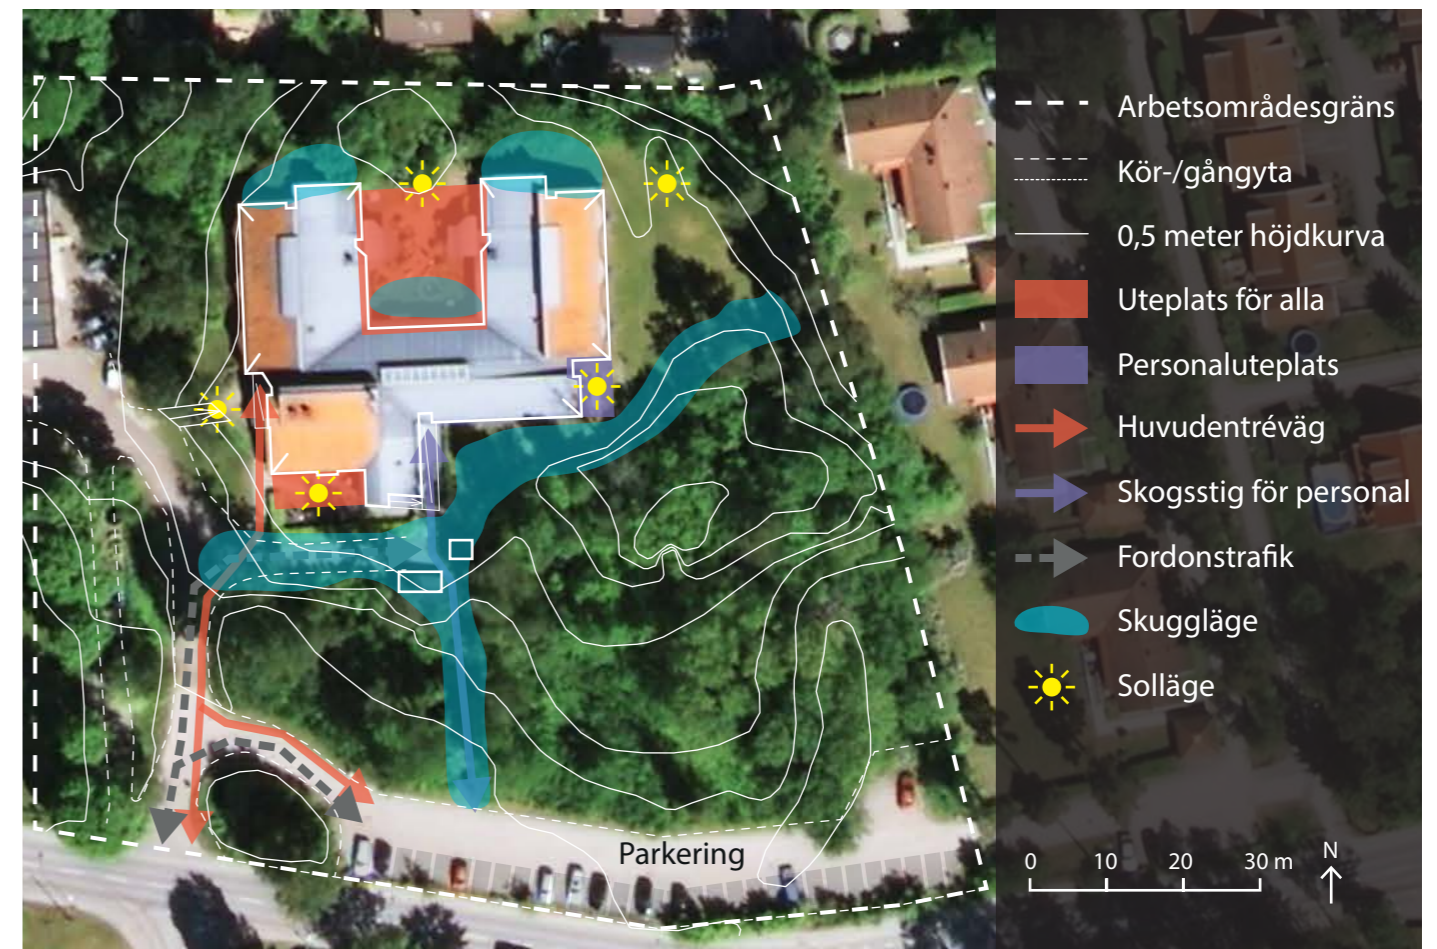 Arbetsområdesgräns
Kör-/gångyta
0,5 meter höjdkurva
Uteplats för alla
Personaluteplats
Huvudentréväg
Skogsstig för personal
Fordonstrafik
Skuggläge
Solläge
Parkering
0 10 20 30 m N